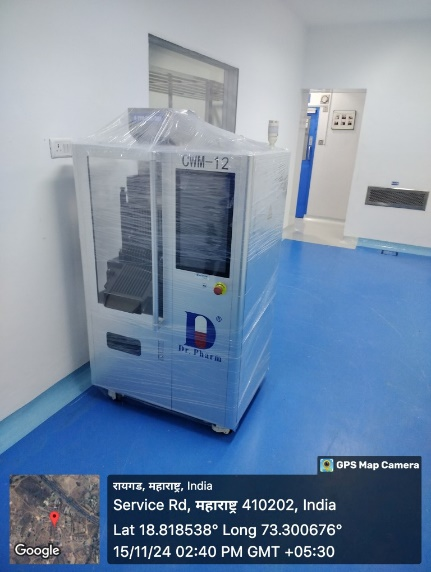 CWM-12
D®
Dr. Pharm
GPS Map Camera
Google
रायगड, महाराष्ट्र, India
Service Rd, महाराष्ट्र 410202, India
Lat 18.818538° Long 73.300676°
15/11/24 02:40 PM GMT +05:30